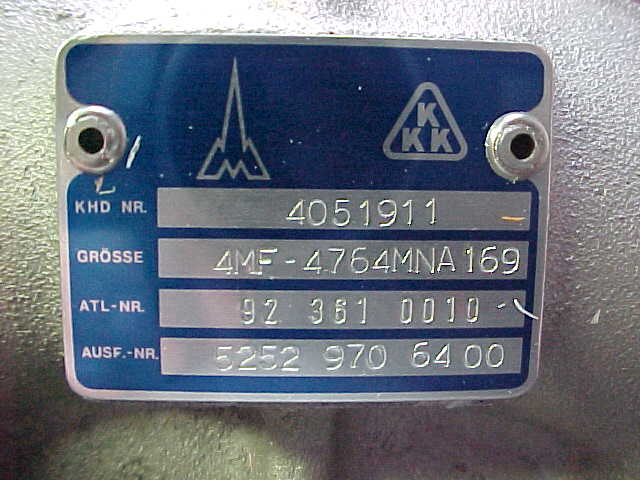 K
KKK
KHD NR. 4051911
GRÖSSE 4MF-4764MNA169
ATL-NR. 92 361 0010
AUSF.-NR. 5252 970 6400